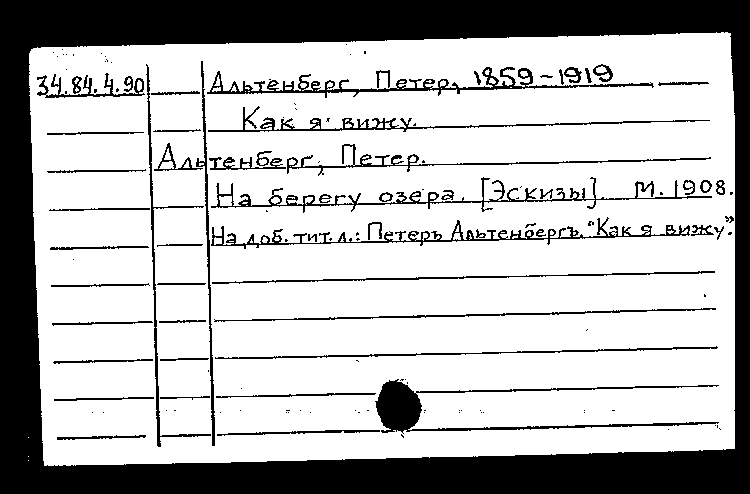 34.84.4.90 Альтенберг, Петер, 1859-1919
Как я вижу.
Альтенберг, Петер.
На берегу озера. [Эскизы]. М. 1908.
На доб. тит. л.: Петеръ Альтенбергъ. "Как я вижу".